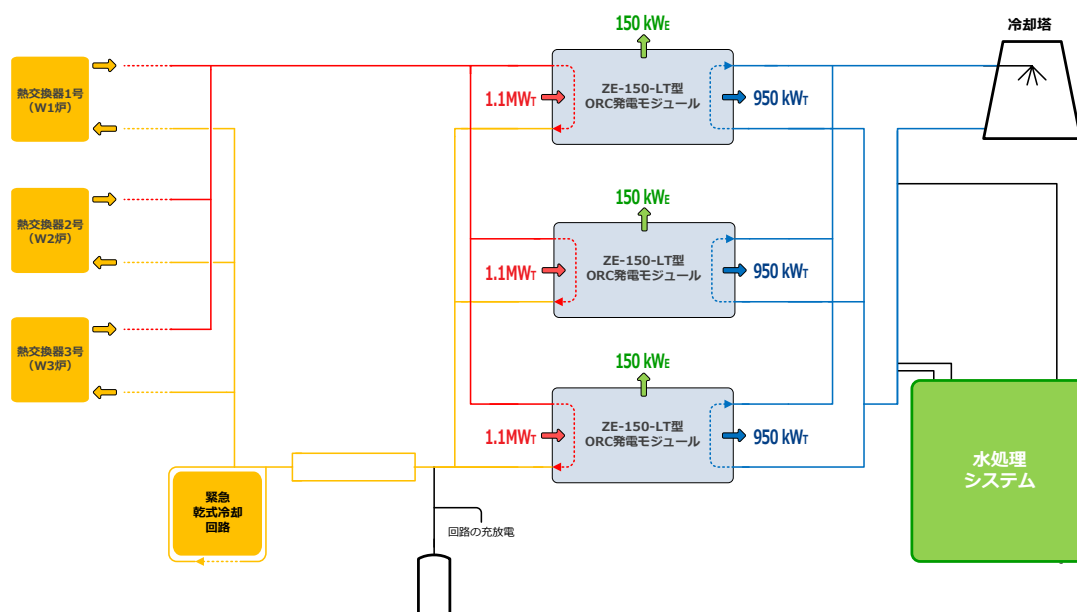 150 kWE
冷却塔
熱交換器1号
（W1炉）
ZE-150-LT型
ORC発電モジュール
1.1MWT
950 kWT
150 kWE
熱交換器2号
（W2炉）
ZE-150-LT型
ORC発電モジュール
1.1MWT
950 kWT
熱交換器3号
（W3炉）
150 kWE
ZE-150-LT型
ORC発電モジュール
1.1MWT
950 kWT
水処理
システム
緊急
乾式冷却
回路
回路の充放電